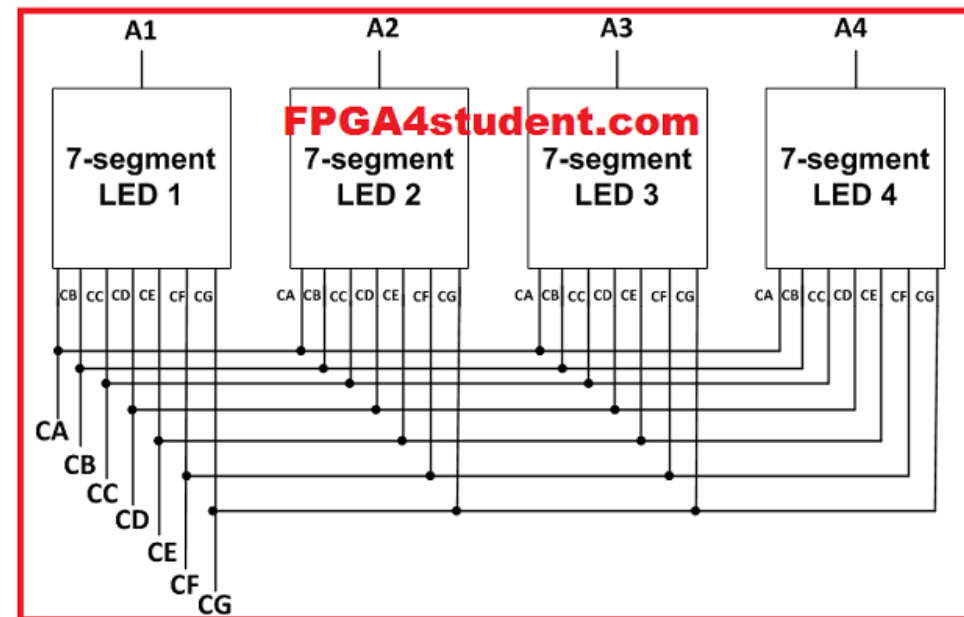 A1 A2 A3 A4
FPGA4student.com
7-segment 7-segment 7-segment 7-segment
LED 1 LED 2 LED 3 LED 4
CB CC CD CE CF CG CA CB CC CD CE CF CG CA CB CC CD CE CF CG CA CB CC CD CE CF CG
CA
CB
CC
CD
CE
CF
CG